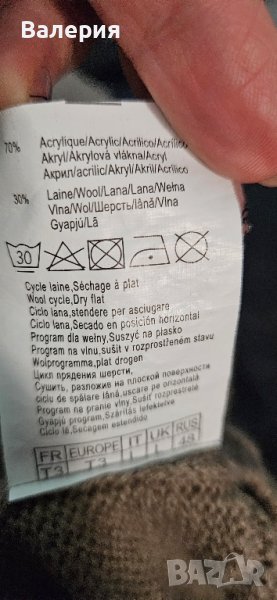 Валерия
70%
Acrylique/Acrylic/Acrilico/Acrílico
Akryl/Akrylová vlákna/Acryl
Акрил/acrilic/Akryl/Akril/Acrílico
30%
Laine/Wool/Lana/Lana/Wełna
Vlna/Wol/Шерсть/lână/Vlna
Gyapjú/Lã
30
Cycle laine,Séchage à plat
Wool cycle,Dry flat
Ciclo lana,stendere per asciugare
Ciclo lana,Secado en posición horizontal
Program dla wełny,Suszyć na płasko
Program na vlnu,sušit v rozprostřeném stavu
Wolprogramma,plat drogen
Цикл прядения шерсти,
Сушить, разложив на плоской поверхности
ciclu de spălare lână,uscare pe orizontală
Program na pranie vlny,Sušiť rozprestreté
Gyapjú program,Szárítás lefektetve
Ciclo lã,Secagem estendido
FR EUROPE IT UK RUS
T3 T3 L L 48
BAZAR